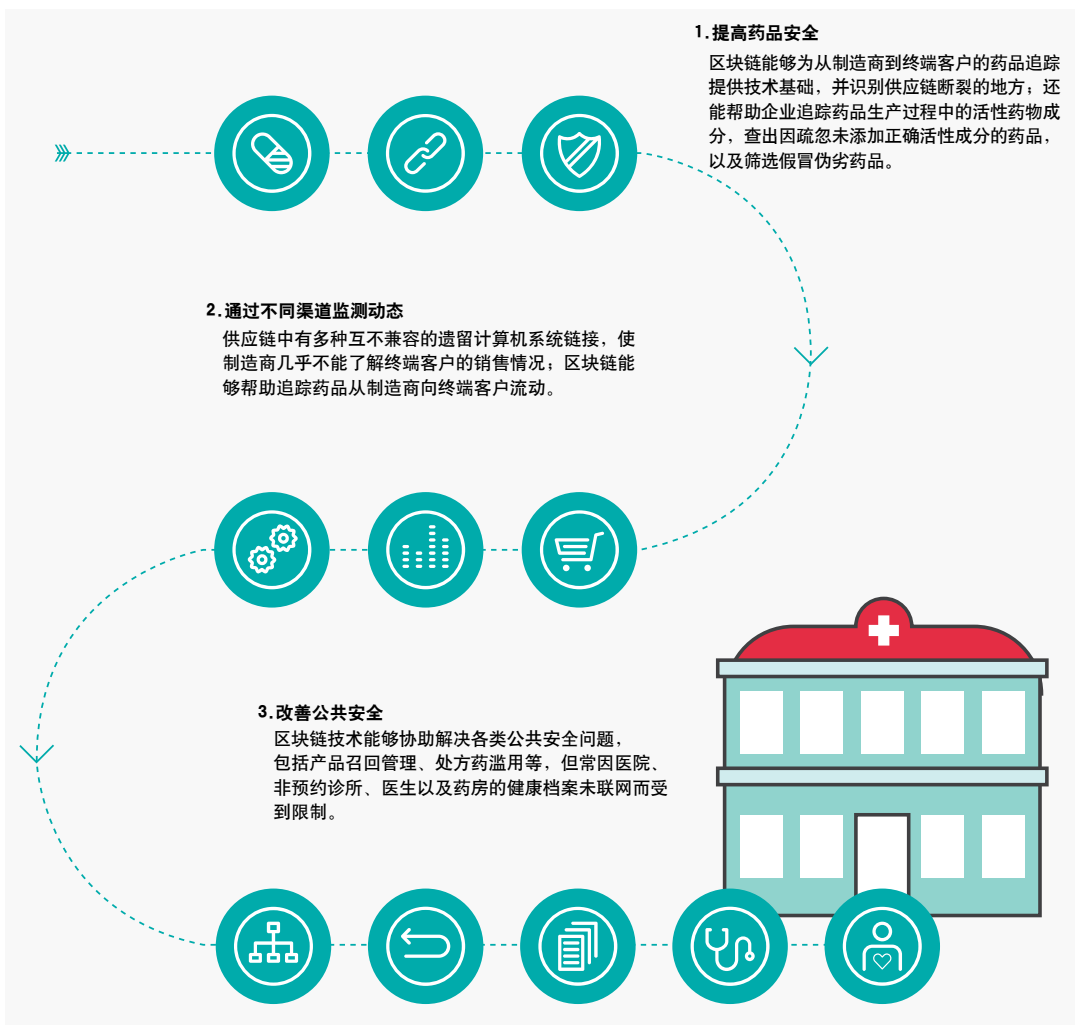 1.提高药品安全
区块链能够为从制造商到终端客户的药品追踪
提供技术基础，并识别供应链断裂的地方；还
能帮助企业追踪药品生产过程中的活性药物成
分，查出因疏忽未添加正确活性成分的药品，
以及筛选假冒伪劣药品。
2.通过不同渠道监测动态
供应链中有多种互不兼容的遗留计算机系统链接，使
制造商几乎不能了解终端客户的销售情况；区块链能
够帮助追踪药品从制造商向终端客户流动。
3.改善公共安全
区块链技术能够协助解决各类公共安全问题，
包括产品召回管理、处方药滥用等，但常因医院、
非预约诊所、医生以及药房的健康档案未联网而受
到限制。